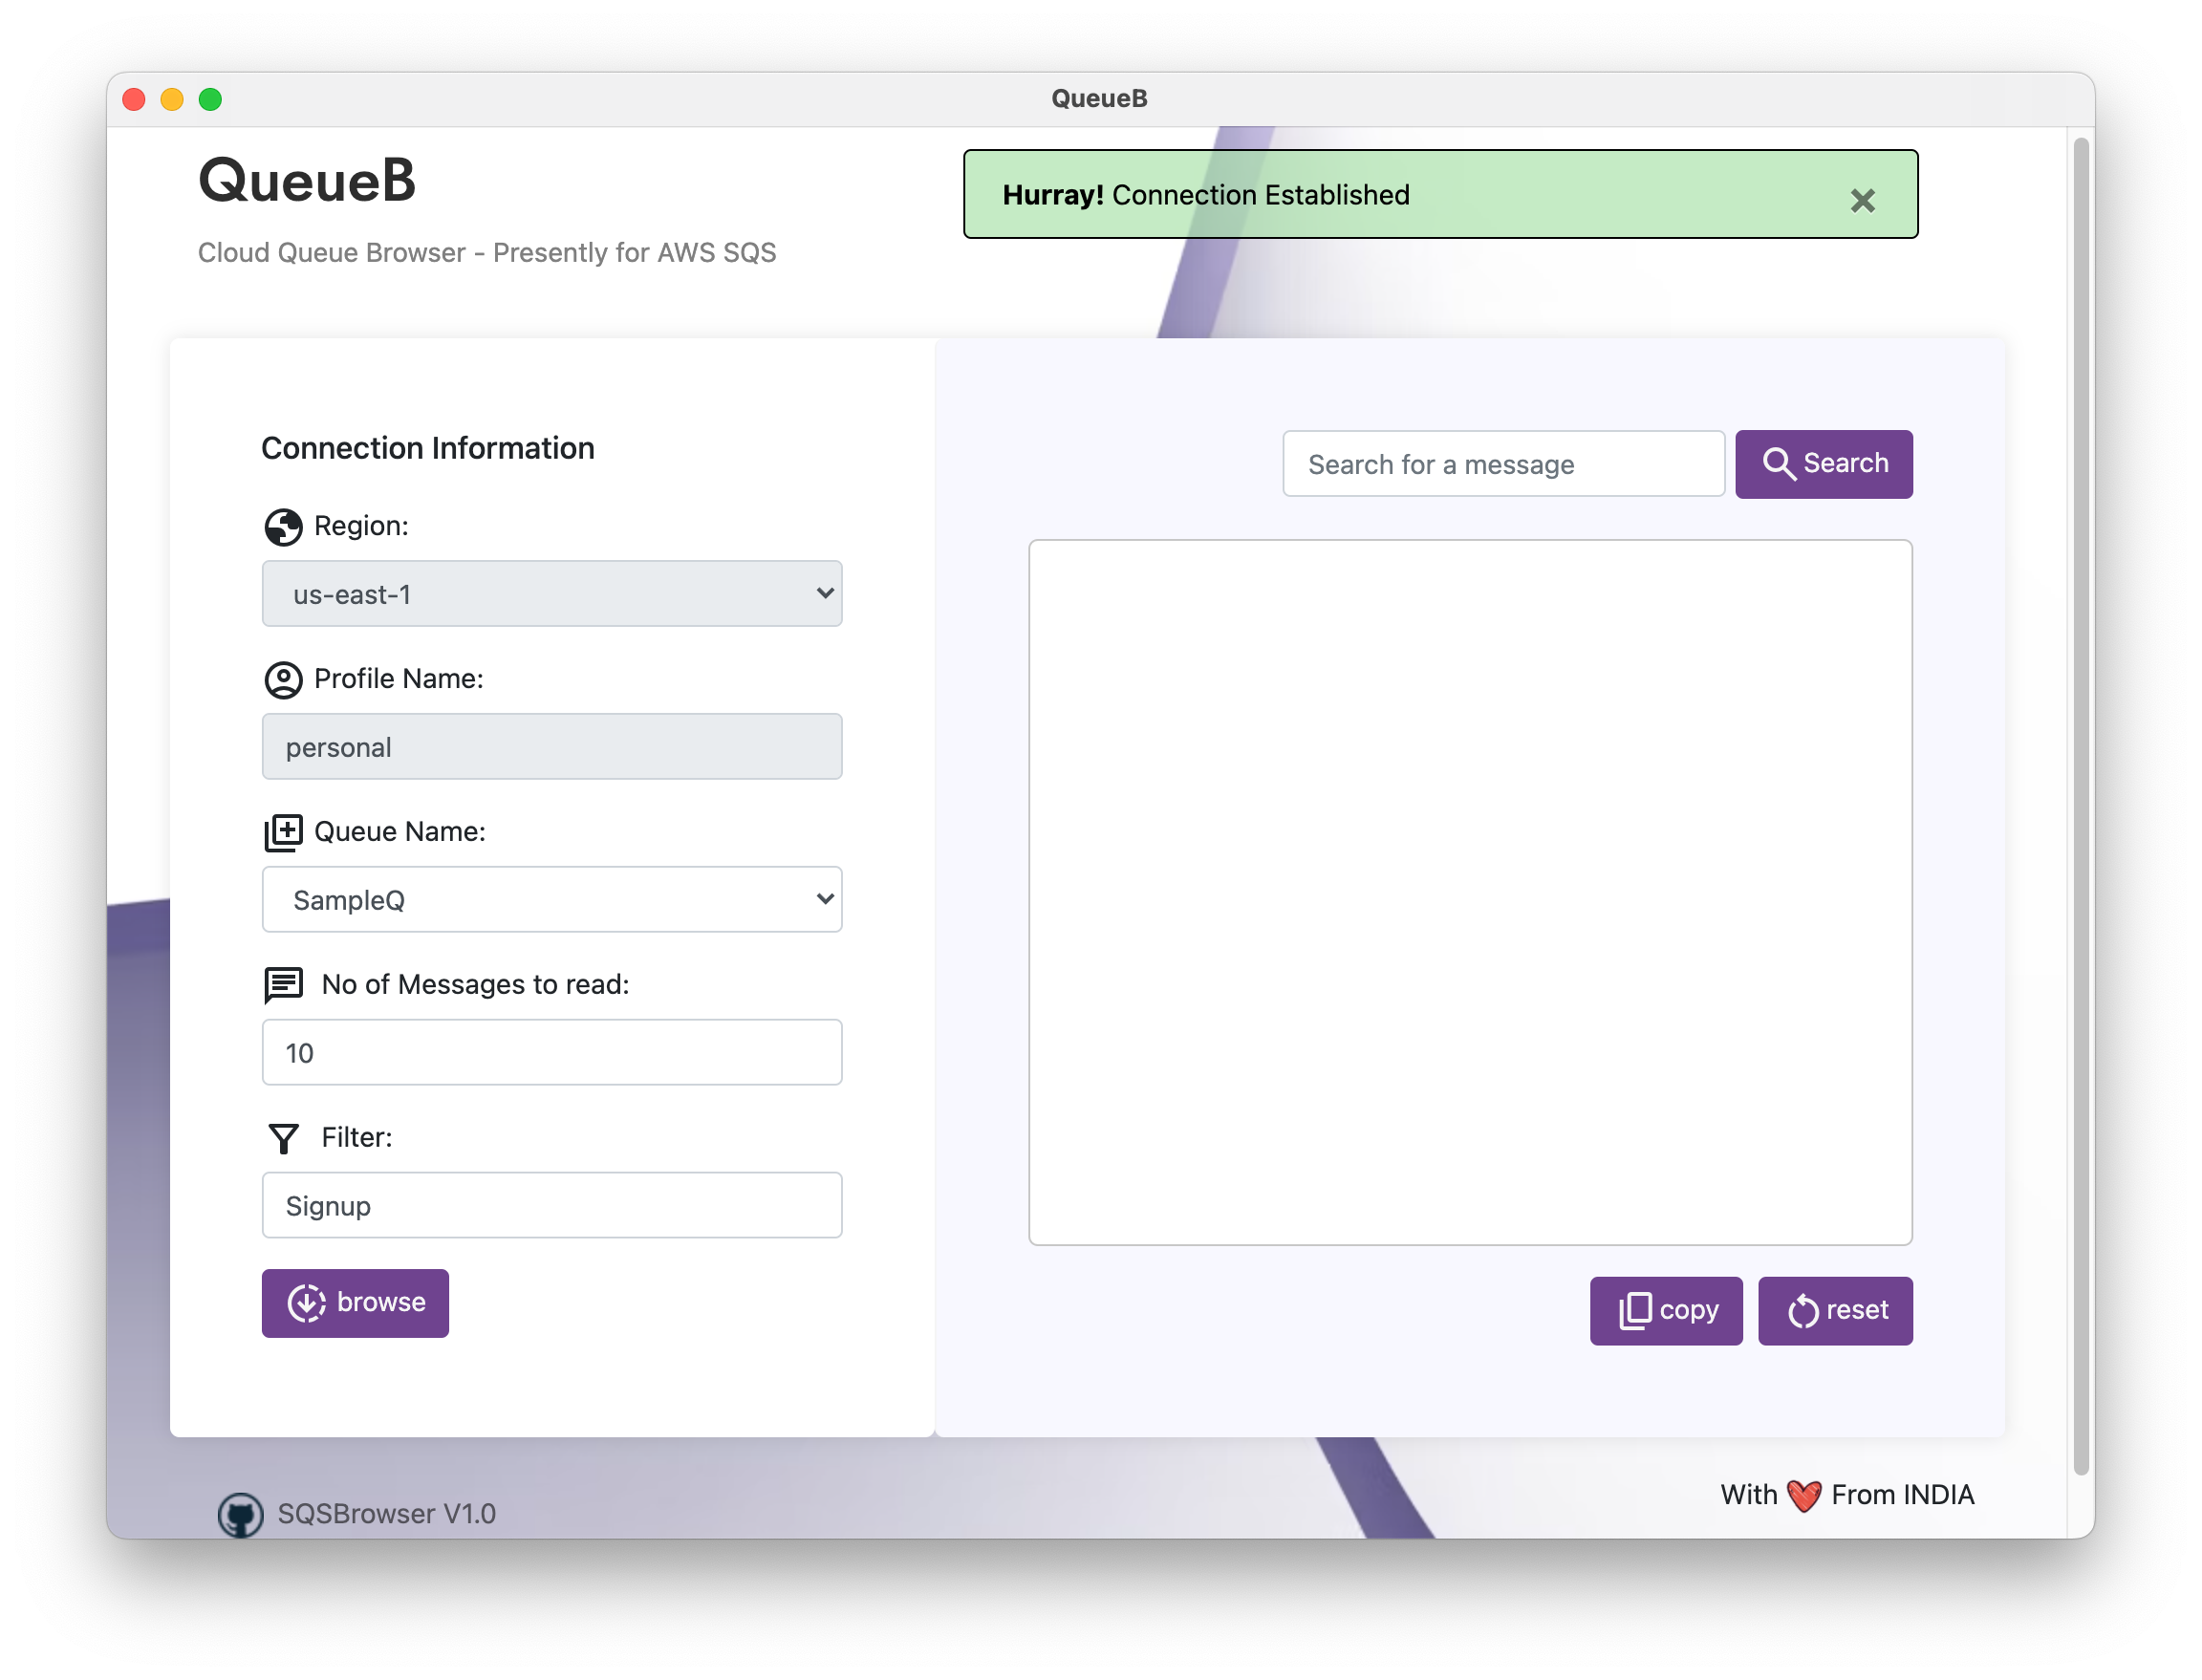 QueueB
QueueB
Cloud Queue Browser - Presently for AWS SQS
Hurray! Connection Established
Connection Information
Region:
us-east-1
Profile Name:
personal
Queue Name:
SampleQ
No of Messages to read:
10
Filter:
Signup
browse
Search for a message
Search
copy
reset
SQSBrowser V1.0
With ❤️ From INDIA